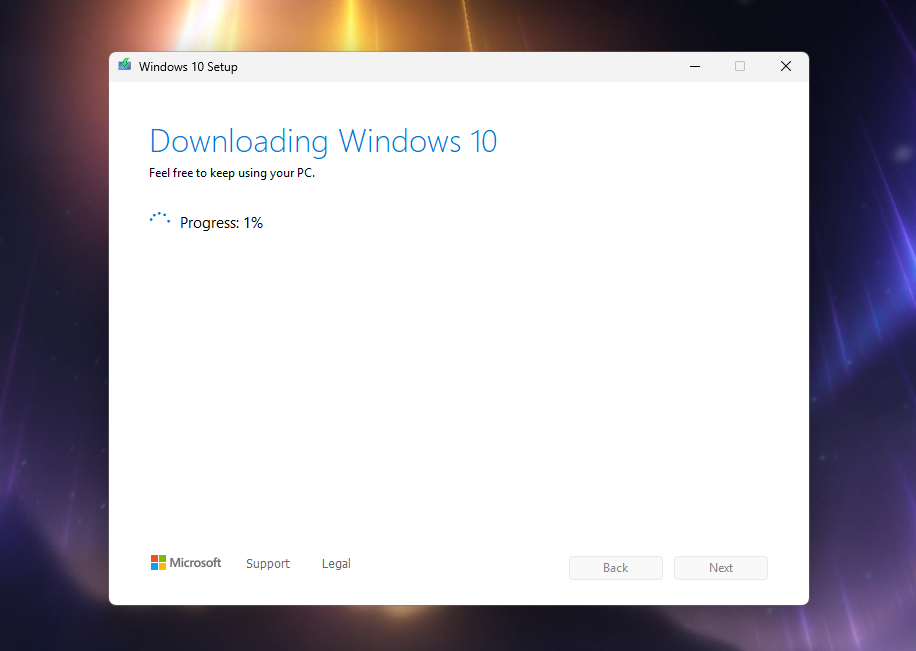 Windows 10 Setup
Downloading Windows 10
Feel free to keep using your PC.
Progress: 1%
Microsoft Support Legal Back Next